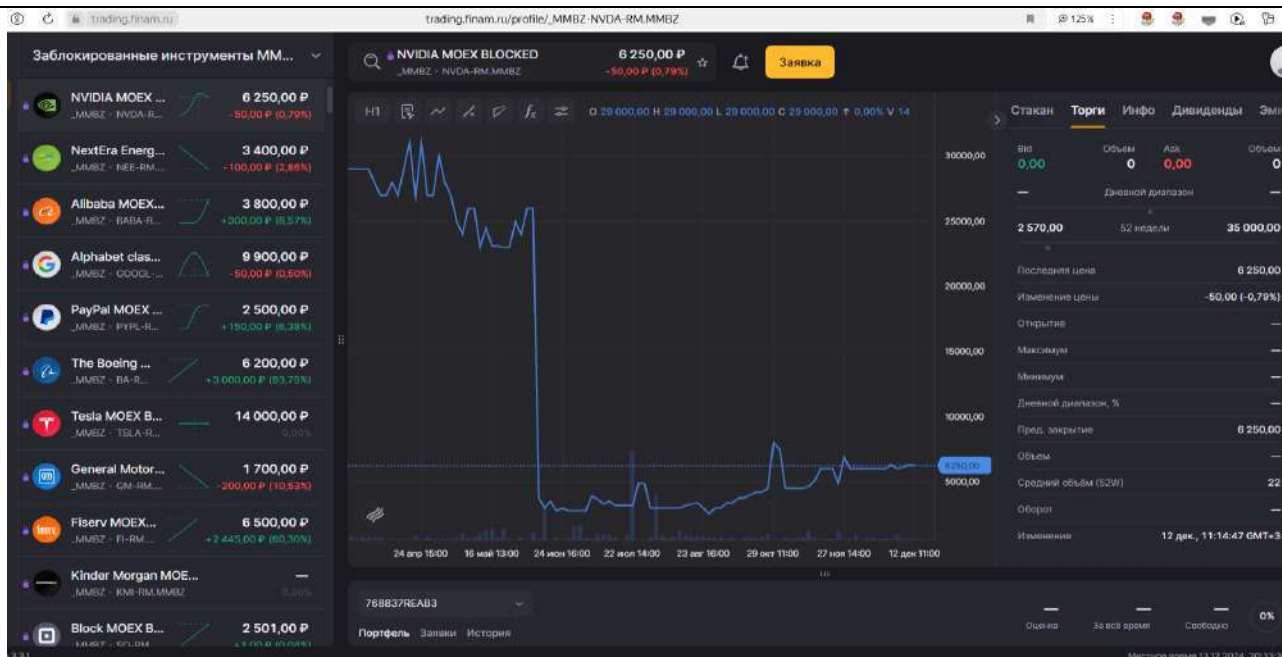 trading.finam.ru
trading.finam.ru/profile/_MMBZ-NVDA-RM.MMBZ
125%
Заблокированные инструменты MM...
NVIDIA MOEX ... 6 250,00 ₽
_MMBZ · NVDA-R... -50,00 ₽ (0,79%)
NextEra Energ... 3 400,00 ₽
_MMBZ · NEE-RM... -100,00 ₽ (2,86%)
Alibaba MOEX... 3 800,00 ₽
_MMBZ · BABA-R... +300,00 ₽ (8,57%)
Alphabet clas... 9 900,00 ₽
_MMBZ · GOOGL-... -50,00 ₽ (0,50%)
PayPal MOEX ... 2 500,00 ₽
_MMBZ · PYPL-R... +150,00 ₽ (6,38%)
The Boeing ... 6 200,00 ₽
_MMBZ · BA-R... +3 000,00 ₽ (93,75%)
Tesla MOEX B... 14 000,00 ₽
_MMBZ · TSLA-R... 0,00%
General Motor... 1 700,00 ₽
_MMBZ · GM-RM.... -200,00 ₽ (10,53%)
Fiserv MOEX... 6 500,00 ₽
_MMBZ · FI-RM.... +2 445,00 ₽ (60,30%)
Kinder Morgan MOE... —
_MMBZ · KMI-RM.MMBZ 0,00%
Block MOEX B... 2 501,00 ₽
NVIDIA MOEX BLOCKED 6 250,00 ₽
_MMBZ · NVDA-RM.MMBZ -50,00 ₽ (0,79%)
Заявка
H1 O 29 000,00 H 29 000,00 L 29 000,00 C 29 000,00 0,00% V 14
30000,00
25000,00
20000,00
15000,00
10000,00
6250,00
5000,00
24 апр 15:00 16 май 13:00 24 июн 16:00 22 июл 14:00 23 авг 16:00 29 окт 11:00 27 ноя 14:00 12 дек 11:00
Стакан Торги Инфо Дивиденды Эми
Bid Объем Ask Объем
0,00 0 0,00 0
— Дневной диапазон —
2 570,00 52 недели 35 000,00
Последняя цена 6 250,00
Изменение цены -50,00 (-0,79%)
Открытие —
Максимум —
Минимум —
Дневной диапазон, % —
Пред. закрытие 6 250,00
Объем —
Средний объём (52W) 22
Оборот —
Изменения 12 дек., 11:14:47 GMT+3
768837REAB3
Портфель Заявки История
— — — 0%
Оценка За всё время Свободно
Местное время 13.12.2024, 20:33:3